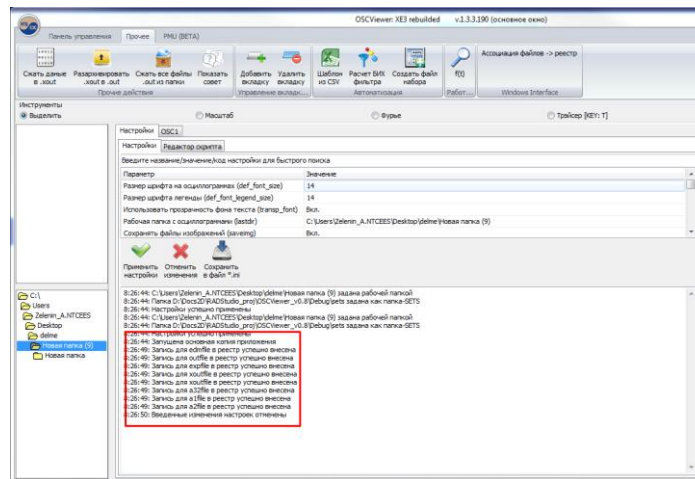 OSCViewer: XE3 rebuilded v.1.3.3.190 (основное окно)
Панель управления Прочее PMU (BETA)
Сжать данные в .xout
Разархивировать .xout в .out
Сжать все файлы .out из папки
Показать совет
Добавить вкладку
Удалить вкладку
Шаблон из CSV
Расчет БИХ фильтра
Создать файл набора
f(t)
Ассоциация файлов -> реестр
Прочие действия
Управление вкладк...
Автоматизация
Работ...
Windows Interface
Инструменты
Выделить Масштаб Фурье Трейсер [KEY: T]
Настройки OSC1
Настройки Редактор скрипта
Введите название/значение/код настройки для быстрого поиска
Параметр Значение
Размер шрифта на осциллограммах (def_font_size) 14
Размер шрифта легенды (def_font_legend_size) 14
Использовать прозрачность фона текста (transp_font) Вкл.
Рабочая папка с осциллограммами (lastdir) C:\Users\Zelenin_A.NTCEES\Desktop\delme\Новая папка (9)
Сохранять файлы изображений (saveimg) Вкл.
Применить настройки
Отменить изменения
Сохранить в файл *.ini
C:\
Users
Zelenin_A.NTCEES
Desktop
delme
Новая папка (9)
Новая папка
8:26:44: C:\Users\Zelenin_A.NTCEES\Desktop\delme\Новая папка (9) задана рабочей папкой
8:26:44: Папка D:\Docs2D\RADStudio_proj\OSCViewer_v0.8\Debug\sets задана как папка-SETS
8:26:44: Настройки успешно применены
8:26:44: C:\Users\Zelenin_A.NTCEES\Desktop\delme\Новая папка (9) задана рабочей папкой
8:26:44: Папка D:\Docs2D\RADStudio_proj\OSCViewer_v0.8\Debug\sets задана как папка-SETS
8:26:44: Настройки успешно применены
8:26:44: Запущена основная копия приложения
8:26:49: Запись для edmfile в реестр успешно внесена
8:26:49: Запись для outfile в реестр успешно внесена
8:26:49: Запись для expfile в реестр успешно внесена
8:26:49: Запись для xoutfile в реестр успешно внесена
8:26:49: Запись для xoutfile в реестр успешно внесена
8:26:49: Запись для a32file в реестр успешно внесена
8:26:49: Запись для a1file в реестр успешно внесена
8:26:49: Запись для a2file в реестр успешно внесена
8:26:50: Введенные изменения настроек отменены